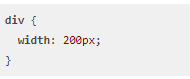 div {
  width: 200px;
}